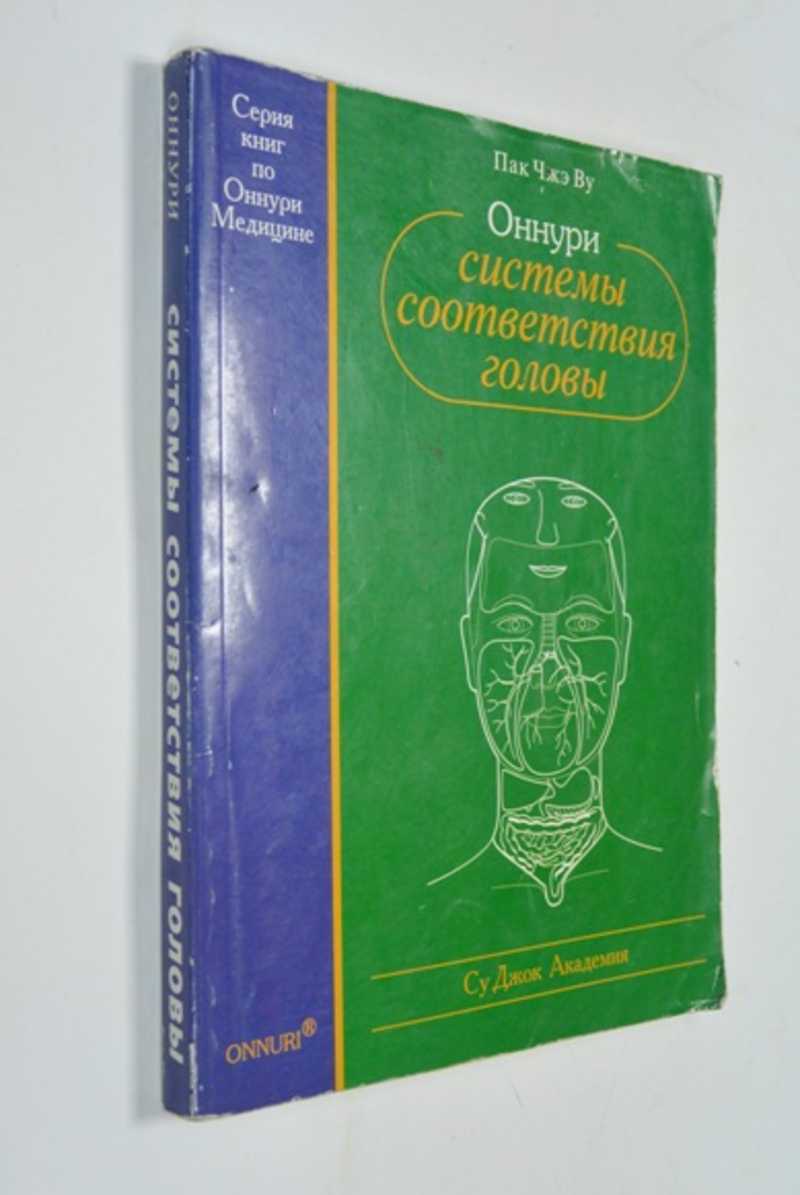 ОННУРИ СИСТЕМЫ СООТВЕТСТВИЯ ГОЛОВЫ
Серия
книг
по
Оннури
Медицине
ONNURI®
Пак Чжэ Ву
Оннури
системы
соответствия
головы
Су Джок Академия